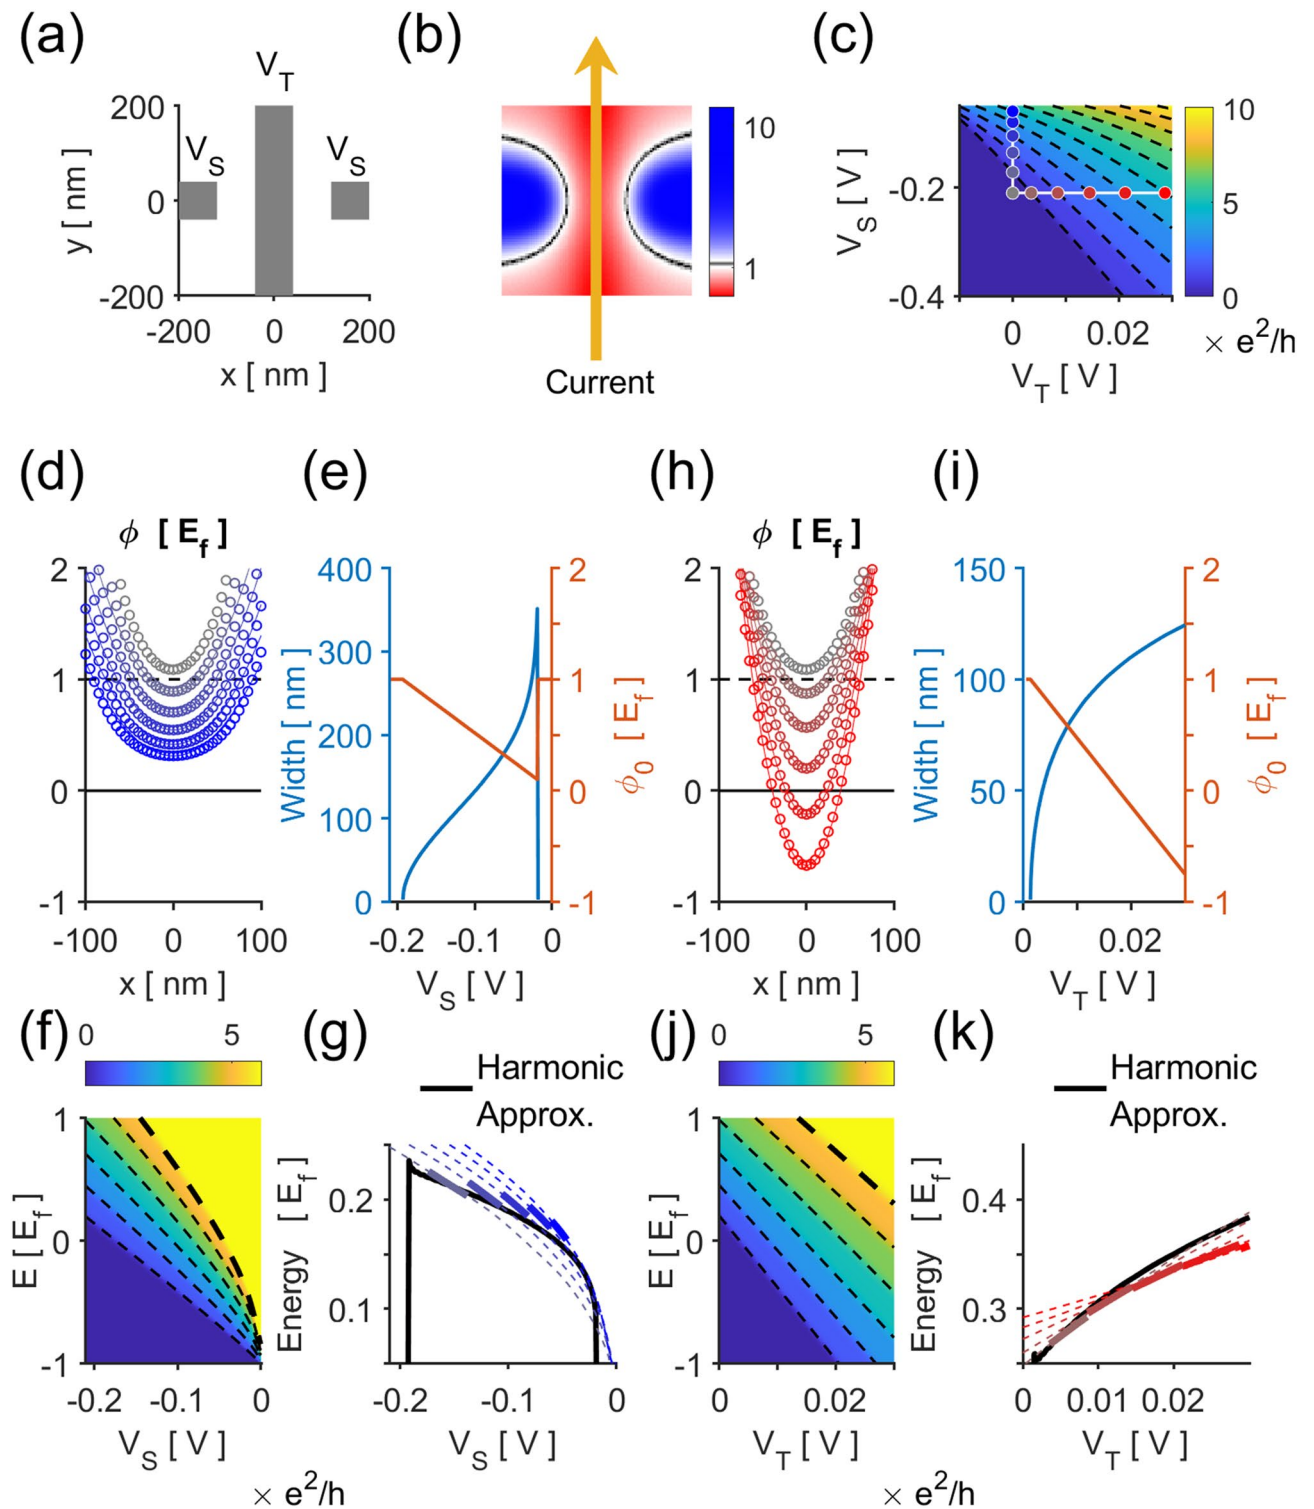 (a)
V_T
V_S
V_S
200
0
-200
y [ nm]
-200
0
200
x [ nm ]
(b)
10
1
Current
(c)
-0.2
-0.4
V_S [ V ]
0
0.02
V_T [ V ]
10
5
0
× e²/h
(d)
ϕ [ E_f ]
2
1
0
-1
-100
0
100
x [ nm ]
(e)
400
300
200
100
0
Width [ nm]
2
1
0
-1
ϕ_0 [ E_f ]
-0.2
-0.1
0
V_S [ V ]
(h)
ϕ [ E_f ]
2
1
0
-1
-100
0
100
x [ nm ]
(i)
150
100
50
0
Width [ nm]
2
1
0
-1
ϕ_0 [ E_f ]
0
0.02
V_T [ V ]
(f)
0
5
1
0
-1
E [ E_f ]
-0.2
-0.1
0
V_S [ V ]
× e²/h
(g)
Harmonic
Approx.
0.2
0.1
Energy [ E_f ]
-0.2
-0.1
0
V_S [ V ]
(j)
0
5
1
0
-1
E [ E_f ]
0
0.02
V_T [ V ]
× e²/h
(k)
Harmonic
Approx.
0.4
0.3
Energy [ E_f ]
0
0.01
0.02
V_T [ V ]